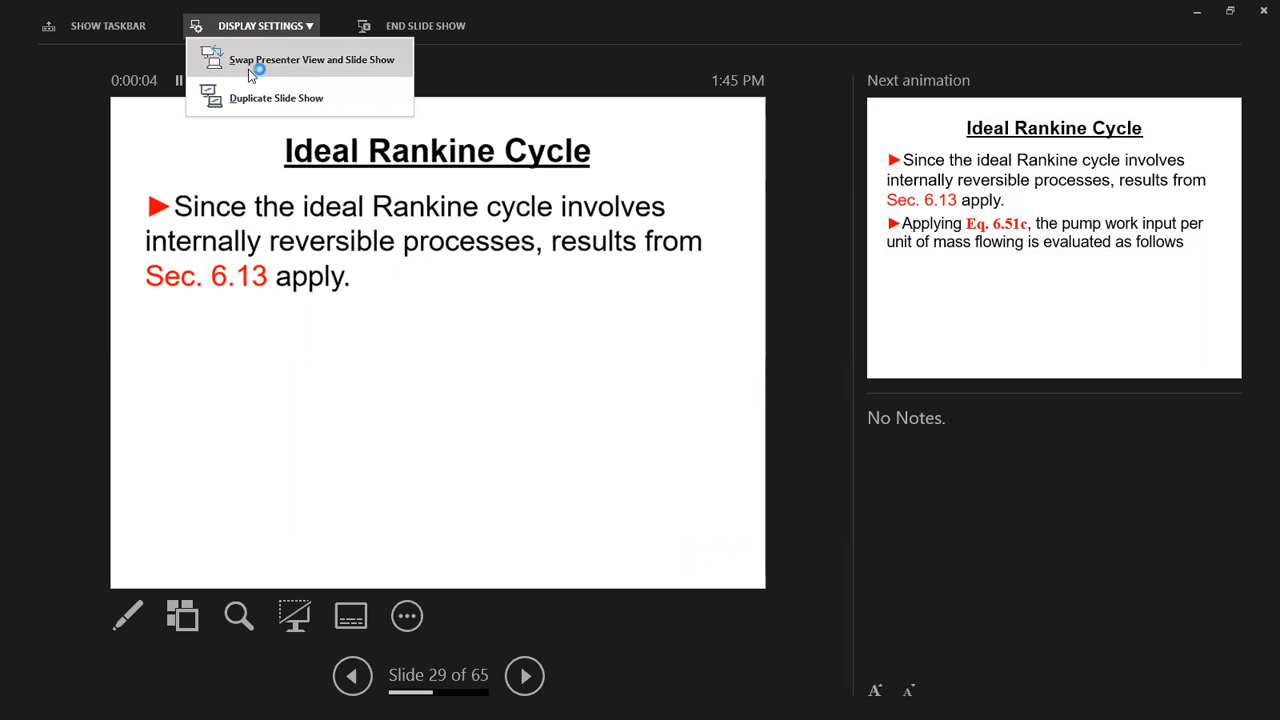 SHOW TASKBAR
DISPLAY SETTINGS ▼
END SLIDE SHOW
Swap Presenter View and Slide Show
Duplicate Slide Show
0:00:04
1:45 PM
Ideal Rankine Cycle
►Since the ideal Rankine cycle involves
internally reversible processes, results from
Sec. 6.13 apply.
Next animation
Ideal Rankine Cycle
►Since the ideal Rankine cycle involves
internally reversible processes, results from
Sec. 6.13 apply.
►Applying Eq. 6.51c, the pump work input per
unit of mass flowing is evaluated as follows
No Notes.
Slide 29 of 65
A A